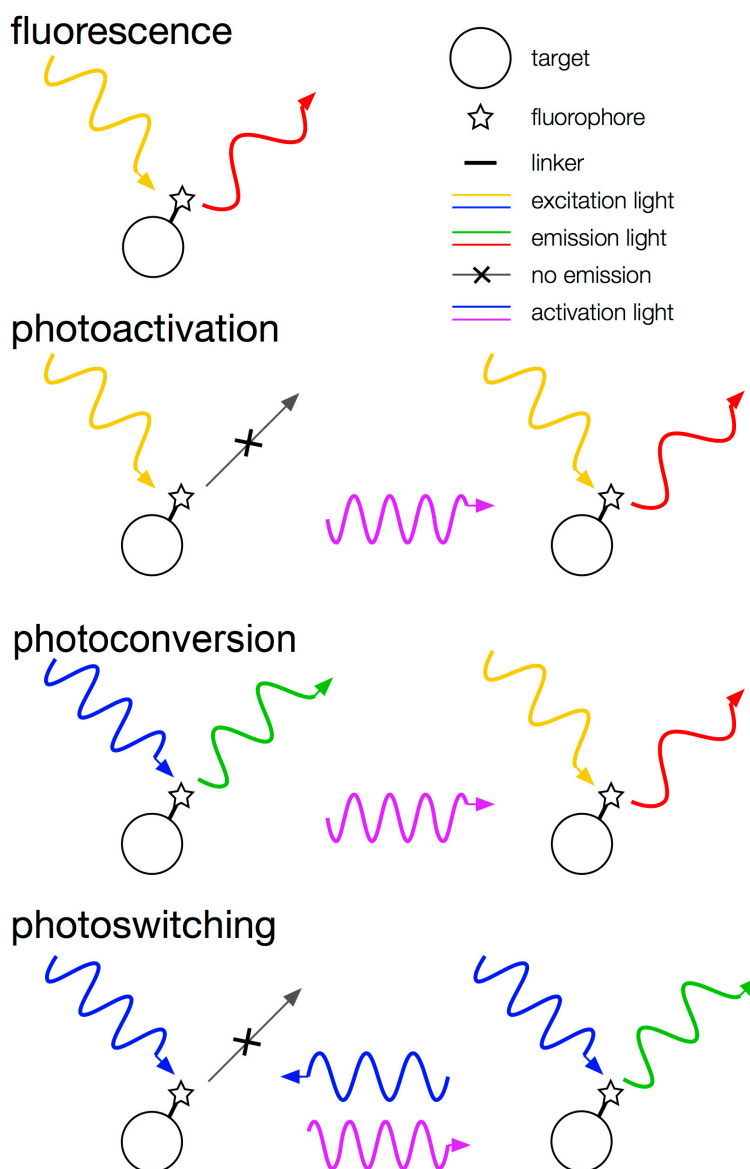 fluorescence
target
fluorophore
linker
excitation light
emission light
no emission
activation light
photoactivation
photoconversion
photoswitching